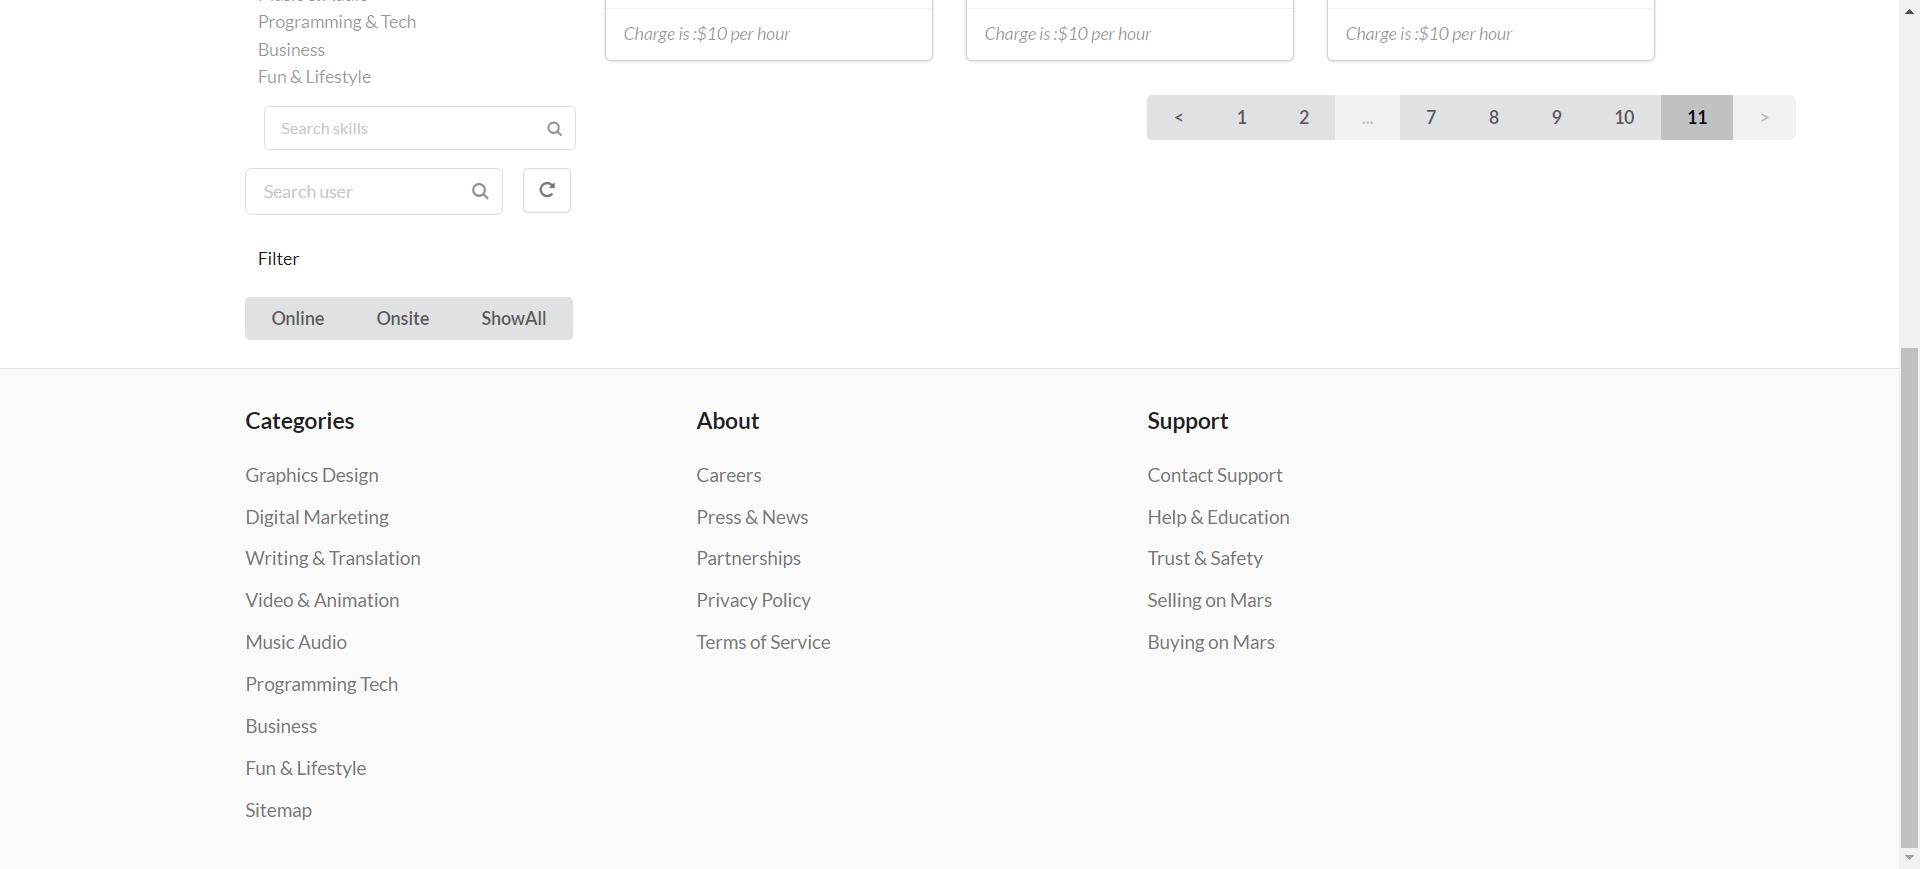 Programming & Tech
Business
Fun & Lifestyle
Search skills
Search user
Filter
Online Onsite ShowAll
Charge is :$10 per hour
Charge is :$10 per hour
Charge is :$10 per hour
< 1 2 ... 7 8 9 10 11 >
Categories
Graphics Design
Digital Marketing
Writing & Translation
Video & Animation
Music Audio
Programming Tech
Business
Fun & Lifestyle
Sitemap
About
Careers
Press & News
Partnerships
Privacy Policy
Terms of Service
Support
Contact Support
Help & Education
Trust & Safety
Selling on Mars
Buying on Mars